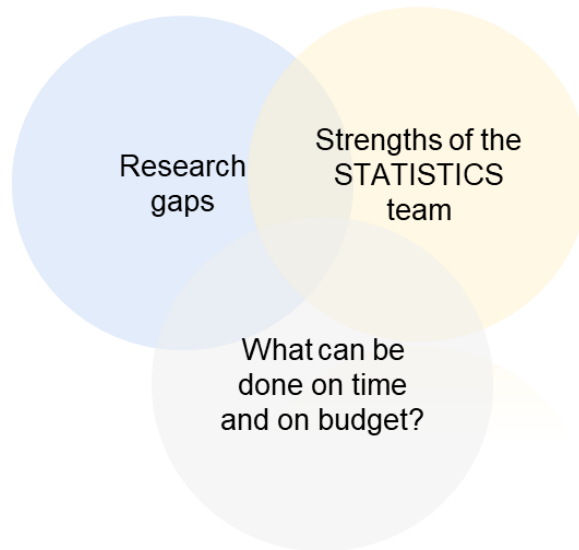 Research
gaps
Strengths of the
STATISTICS
team
What can be
done on time
and on budget?